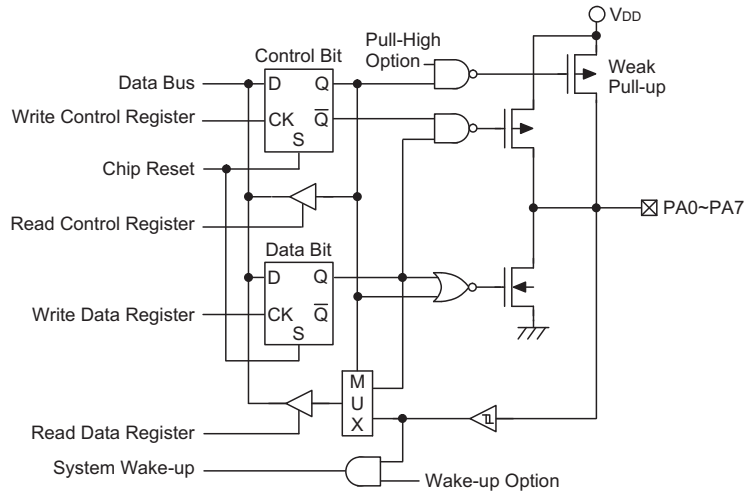 VDD
Control Bit
Pull-High
Option
Weak
Pull-up
Data Bus
D
Q
Write Control Register
CK
Q̅
S
Chip Reset
Read Control Register
PA0~PA7
Data Bit
D
Q
Write Data Register
CK
Q̅
S
M
U
X
Read Data Register
System Wake-up
Wake-up Option